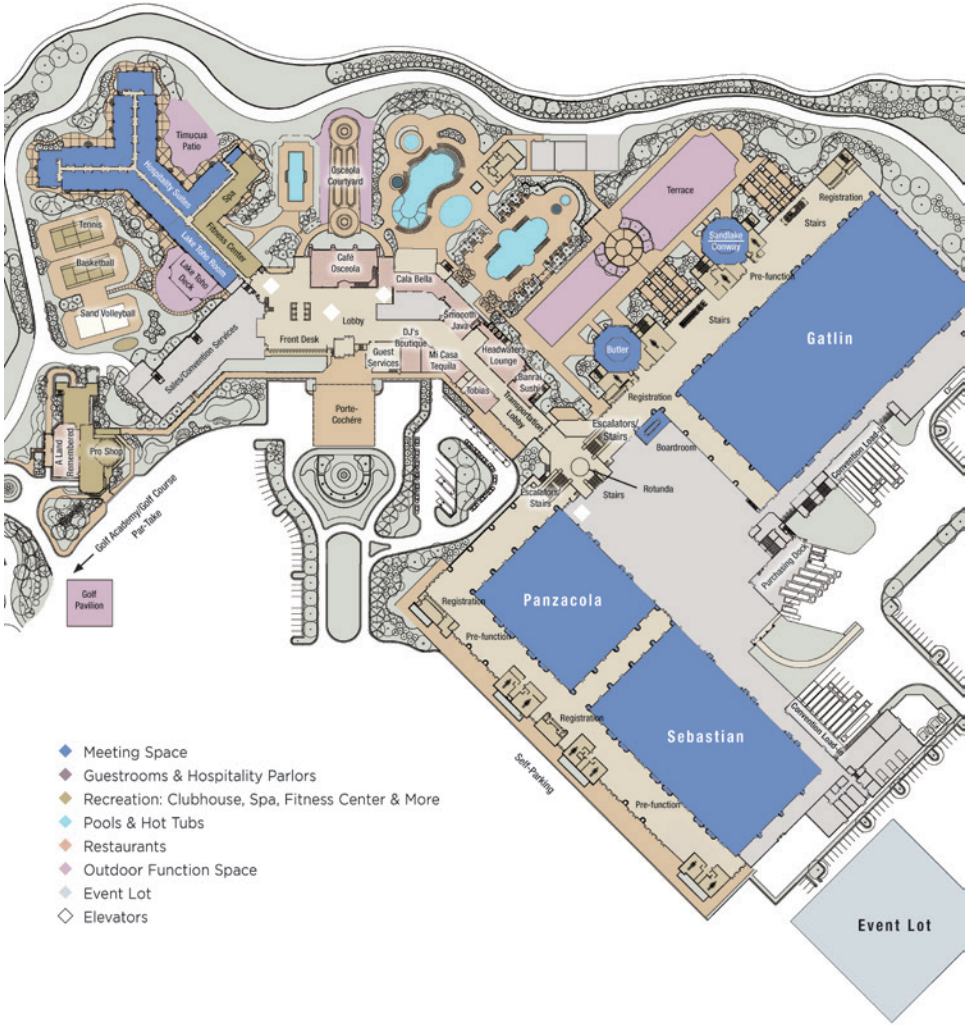 Timucua
Patio
Hospitality Suites
Spa
Fitness Center
Lake Toho Room
Lake Toho
Deck
Tennis
Basketball
Sand Volleyball
Osceola
Courtyard
Café
Osceola
Cala Bella
Smooth
Java
Lobby
Front Desk
DJ's
Boutique
Guest
Services
Mi Casa
Tequila
Headwaters
Lounge
Banrai
Sushi
Tobias
Transportation
Lobby
Sales/Convention Services
Porte-
Cochére
A Land
Remembered
Pro Shop
Golf Academy/Golf Course
Par-Take
Golf
Pavilion
Terrace
Sandlake
Conway
Butler
Registration
Stairs
Pre-function
Stairs
Gatlin
Registration
Escalators/
Stairs
Boardroom
Rotunda
Stairs
Escalators/
Stairs
Convention Load-in
Purchasing Dock
Panzacola
Registration
Pre-function
Sebastian
Registration
Pre-function
Convention Load-in
Self-Parking
Event Lot
Meeting Space
Guestrooms & Hospitality Parlors
Recreation: Clubhouse, Spa, Fitness Center & More
Pools & Hot Tubs
Restaurants
Outdoor Function Space
Event Lot
Elevators